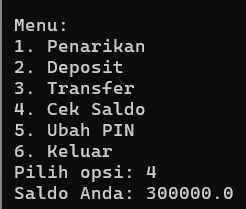 Menu:
1. Penarikan
2. Deposit
3. Transfer
4. Cek Saldo
5. Ubah PIN
6. Keluar
Pilih opsi: 4
Saldo Anda: 300000.0